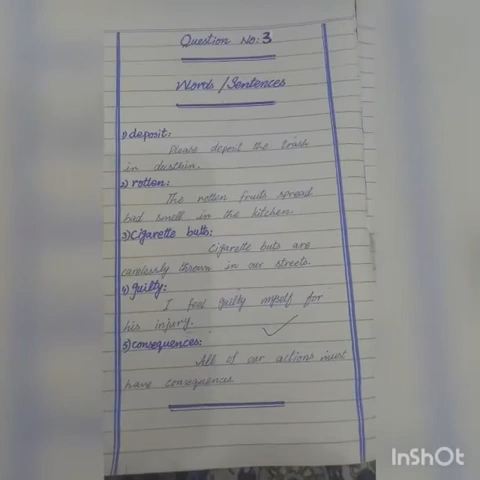 Question No: 3
Words / Sentences
1) deposit:
Please deposit the trash
in dustbin.
2) rotten:
The rotten fruits spread
bad smell in the kitchen.
3) Cigarette butts:
Cigarette buts are
carelessly thrown in our streets.
4) guilty:
I feel guilty myself for
his injury.
5) consequences:
All of our actions must
have consequences.
InShOt